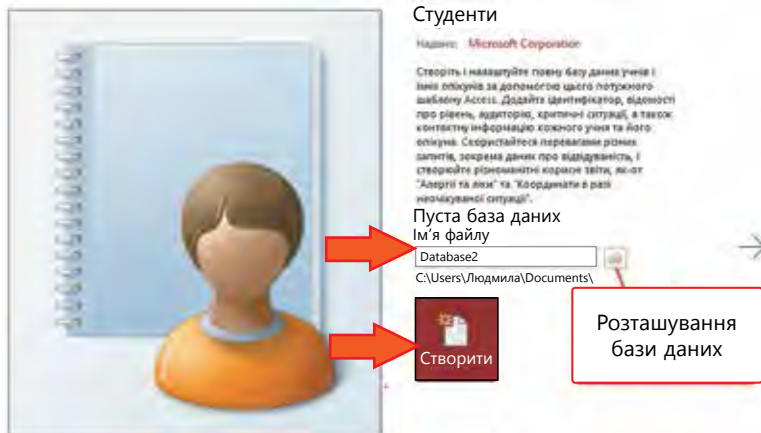 Студенти
Надано: Microsoft Corporation
Створіть і налаштуйте повну базу даних учнів і
їхніх опікунів за допомогою цього потужного
шаблону Access. Додайте ідентифікатор, відомості
про рівень, аудиторію, критичні ситуації, а також
контактну інформацію кожного учня та його
опікуна. Скористайтеся перевагами різних
запитів, зокрема даних про відвідуваність, і
створюйте різноманітні корисні звіти, як-от
"Алергії та ліки" та "Координати в разі
неочікуваної ситуації".
Пуста база даних
Ім'я файлу
Database2
C:\Users\Людмила\Documents\
Створити
Розташування
бази даних